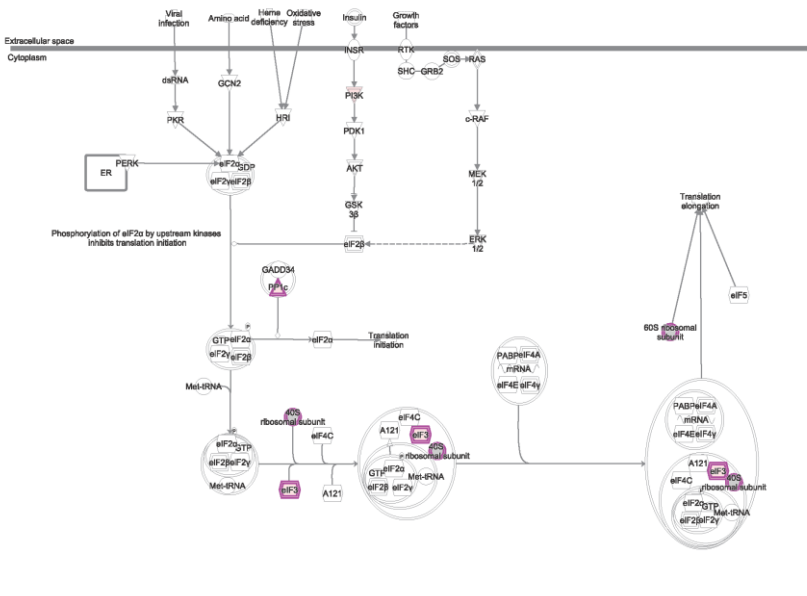 Viral
infection
Amino acid
Heme
deficiency
Oxidative
stress
Insulin
Growth
factors
Extracellular space
Cytoplasm
INSR
RTK
SOS
RAS
SHC
GRB2
dsRNA
GCN2
PI3K
PKR
HRI
PDK1
c-RAF
PERK
ER
eIF2α
GDP
eIF2γ
eIF2β
AKT
MEK
1/2
GSK
3β
Translation
elongation
Phosphorylation of eIF2α by upstream kinases
inhibits translation initiation
eIF2β
ERK
1/2
GADD34
PP1c
eIF5
60S ribosomal
subunit
P
GTP
eIF2α
eIF2γ
eIF2β
eIF2α
Translation
initiation
PABP
eIF4A
mRNA
eIF4E
eIF4γ
Met-tRNA
40S
ribosomal subunit
eIF4C
eIF2α
GTP
eIF2β
eIF2γ
Met-tRNA
eIF3
A121
eIF4C
A121
eIF3
40S
ribosomal subunit
eIF2α
GTP
Met-tRNA
eIF2β
eIF2γ
PABP
eIF4A
mRNA
eIF4E
eIF4γ
A121
eIF3
eIF4C
40S
ribosomal subunit
eIF2α
GTP
Met-tRNA
eIF2β
eIF2γ